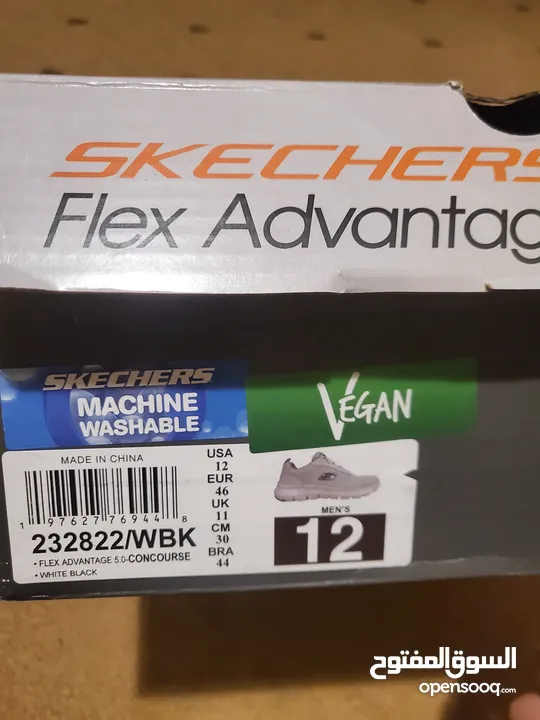 SKECHERS
Flex Advantag
SKECHERS
MACHINE
WASHABLE
VEGAN
MADE IN CHINA
1 97627 76944 8
232822/WBK
• FLEX ADVANTAGE 5.0-CONCOURSE
• WHITE BLACK
USA
12
EUR
46
UK
11
CM
30
BRA
44
MEN'S
12
السوق المفتوح
opensooq.com